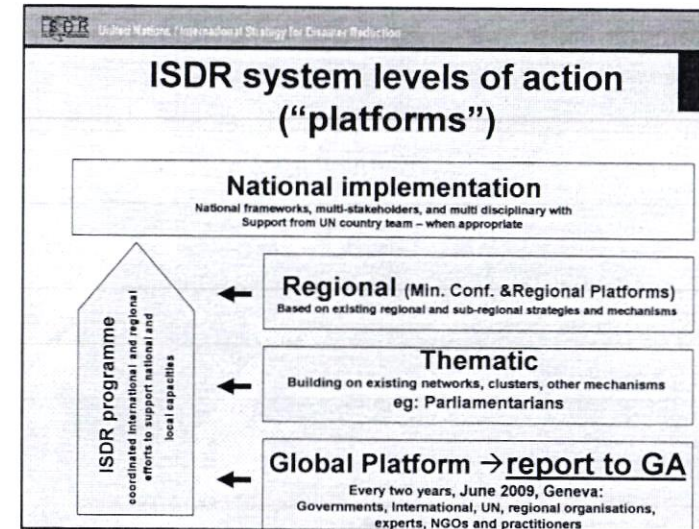 ISDR
United Nations / International Strategy for Disaster Reduction
ISDR system levels of action
("platforms")
National implementation
National frameworks, multi-stakeholders, and multi disciplinary with
Support from UN country team – when appropriate
ISDR programme
coordinated international and regional
efforts to support national and
local capacities
Regional (Min. Conf. &Regional Platforms)
Based on existing regional and sub-regional strategies and mechanisms
Thematic
Building on existing networks, clusters, other mechanisms
eg: Parliamentarians
Global Platform →report to GA
Every two years, June 2009, Geneva:
Governments, International, UN, regional organisations,
experts, NGOs and practitioners